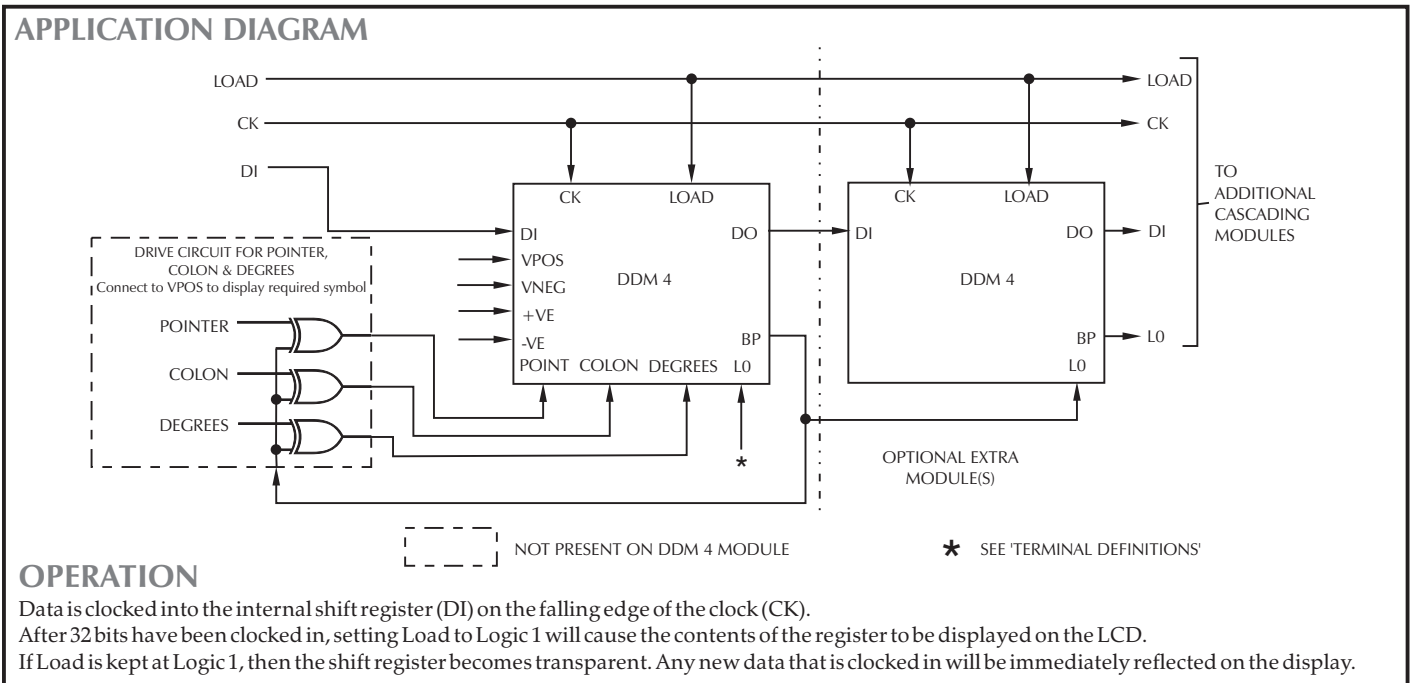 APPLICATION DIAGRAM
LOAD
LOAD
CK
CK
DI
TO
ADDITIONAL
CASCADING
MODULES
CK
LOAD
CK
LOAD
DI
DO
DI
DO
DI
DRIVE CIRCUIT FOR POINTER,
COLON & DEGREES
Connect to VPOS to display required symbol
VPOS
VNEG
DDM 4
DDM 4
+VE
-VE
BP
BP
L0
POINTER
COLON
DEGREES
POINT
COLON
DEGREES
L0
L0
*
OPTIONAL EXTRA
MODULE(S)
NOT PRESENT ON DDM 4 MODULE
* SEE 'TERMINAL DEFINITIONS'
OPERATION
Data is clocked into the internal shift register (DI) on the falling edge of the clock (CK).
After 32 bits have been clocked in, setting Load to Logic 1 will cause the contents of the register to be displayed on the LCD.
If Load is kept at Logic 1, then the shift register becomes transparent. Any new data that is clocked in will be immediately reflected on the display.